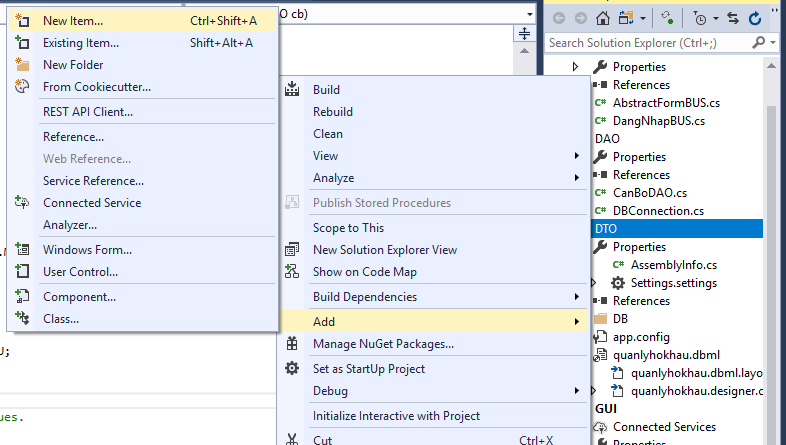 New Item... Ctrl+Shift+A
Existing Item... Shift+Alt+A
New Folder
From Cookiecutter...
REST API Client...
Reference...
Web Reference...
Service Reference...
Connected Service
Analyzer...
Windows Form...
User Control...
Component...
Class...
O cb)
J;
ues.
Build
Rebuild
Clean
View
Analyze
Publish Stored Procedures
Scope to This
New Solution Explorer View
Show on Code Map
Build Dependencies
Add
Manage NuGet Packages...
Set as StartUp Project
Debug
Initialize Interactive with Project
Cut Ctrl+X
Search Solution Explorer (Ctrl+;)
Properties
References
C# AbstractFormBUS.cs
C# DangNhapBUS.cs
DAO
Properties
References
C# CanBoDAO.cs
C# DBConnection.cs
DTO
Properties
C# AssemblyInfo.cs
Settings.settings
References
DB
app.config
quanlyhokhau.dbml
quanlyhokhau.dbml.layo
quanlyhokhau.designer.c
GUI
Connected Services
Properties